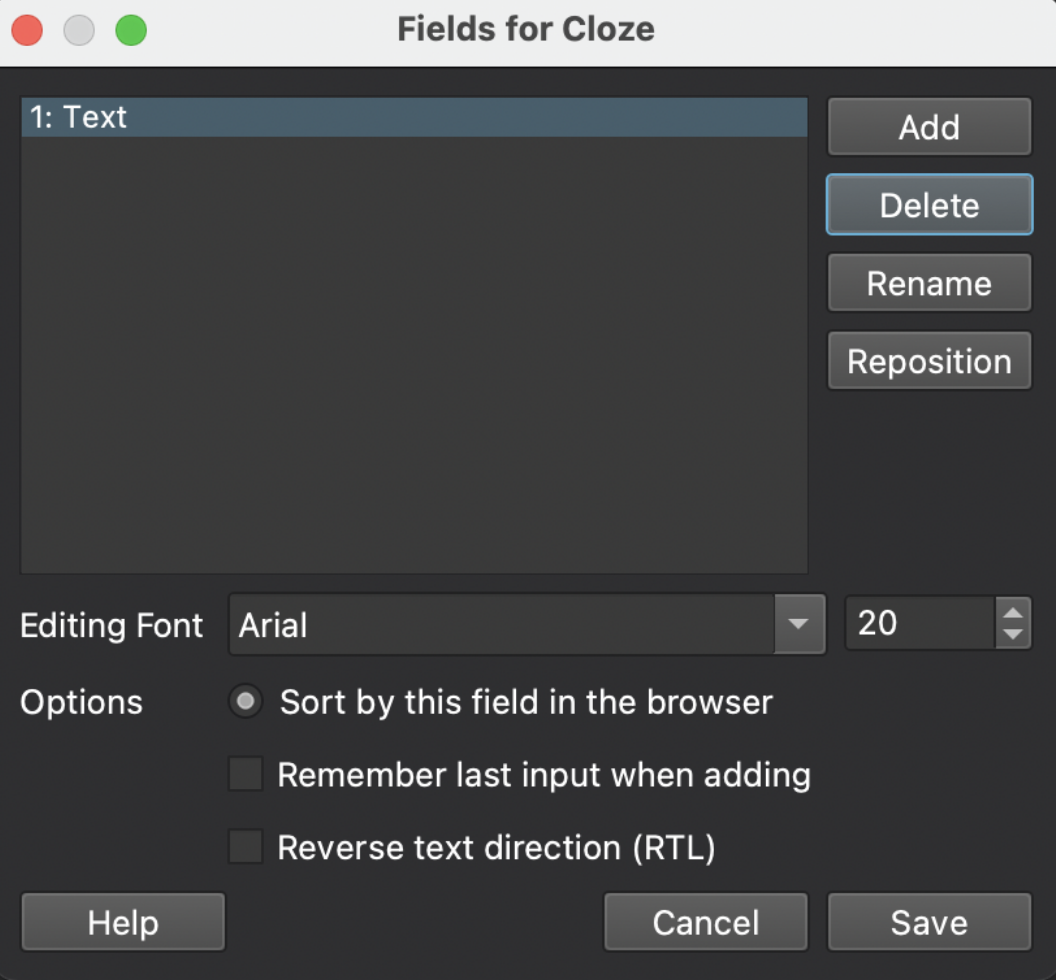 Fields for Cloze
1: Text
Add
Delete
Rename
Reposition
Editing Font Arial 20
Options Sort by this field in the browser
Remember last input when adding
Reverse text direction (RTL)
Help Cancel Save